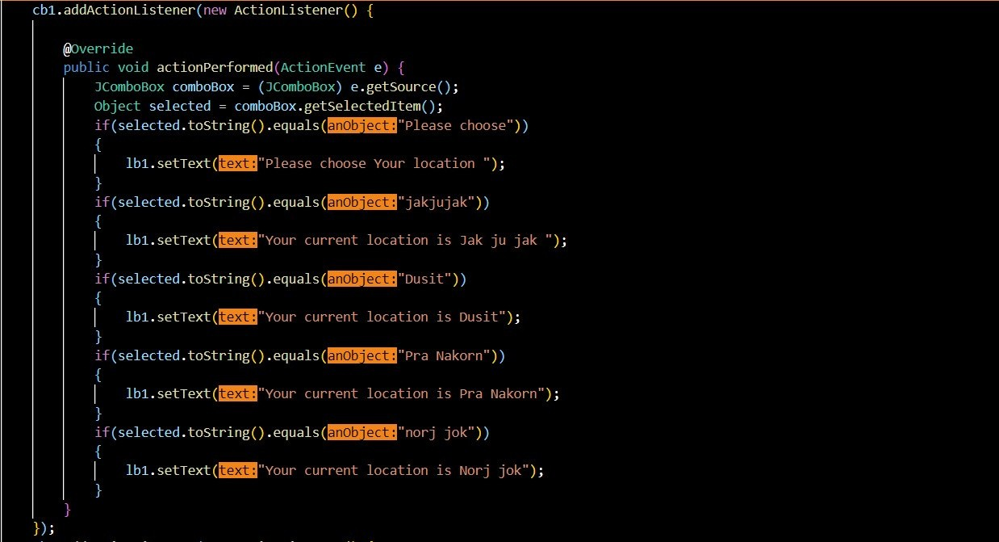 cb1.addActionListener(new ActionListener() {
@Override
public void actionPerformed(ActionEvent e) {
JComboBox comboBox = (JComboBox) e.getSource();
Object selected = comboBox.getSelectedItem();
if(selected.toString().equals(anObject:"Please choose"))
{
lb1.setText(text:"Please choose Your location ");
}
if(selected.toString().equals(anObject:"jakjujak"))
{
lb1.setText(text:"Your current location is Jak ju jak ");
}
if(selected.toString().equals(anObject:"Dusit"))
{
lb1.setText(text:"Your current location is Dusit");
}
if(selected.toString().equals(anObject:"Pra Nakorn"))
{
lb1.setText(text:"Your current location is Pra Nakorn");
}
if(selected.toString().equals(anObject:"norj jok"))
{
lb1.setText(text:"Your current location is Norj jok");
}
}
});